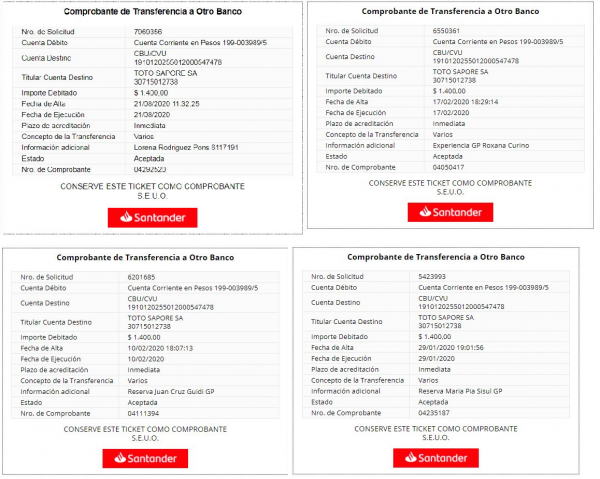 Comprobante de Transferencia a Otro Banco
Nro. de Solicitud 7060366
Cuenta Débito Cuenta Corriente en Pesos 199-003989/5
Cuenta Destino CBU/CVU
1910120255012000547478
Titular Cuenta Destino TOTO SAPORE SA
30715012738
Importe Debitado $ 1.400,00
Fecha de Alta 21/08/2020 11.32.25
Fecha de Ejecución 21/08/2020
Plazo de acreditación Inmediata
Concepto de la Transferencia Varios
Información adicional Lorena Rodriguez Pons 8117191
Estado Aceptada
Nro. de Comprobante 04292523
CONSERVE ESTE TICKET COMO COMPROBANTE
S.E.U.O.
Santander
Comprobante de Transferencia a Otro Banco
Nro. de Solicitud 6550361
Cuenta Débito Cuenta Corriente en Pesos 199-003989/5
Cuenta Destino CBU/CVU
1910120255012000547478
Titular Cuenta Destino TOTO SAPORE SA
30715012738
Importe Debitado $ 1.400,00
Fecha de Alta 17/02/2020 18:29:14
Fecha de Ejecución 17/02/2020
Plazo de acreditación Inmediata
Concepto de la Transferencia Varios
Información adicional Experiencia GP Roxana Curino
Estado Aceptada
Nro. de Comprobante 04050417
CONSERVE ESTE TICKET COMO COMPROBANTE
S.E.U.O.
Santander
Comprobante de Transferencia a Otro Banco
Nro. de Solicitud 6201685
Cuenta Débito Cuenta Corriente en Pesos 199-003989/5
Cuenta Destino CBU/CVU
1910120255012000547478
Titular Cuenta Destino TOTO SAPORE SA
30715012738
Importe Debitado $ 1.400,00
Fecha de Alta 10/02/2020 18:07:13
Fecha de Ejecución 10/02/2020
Plazo de acreditación Inmediata
Concepto de la Transferencia Varios
Información adicional Reserva Juan Cruz Guidi GP
Estado Aceptada
Nro. de Comprobante 04111394
CONSERVE ESTE TICKET COMO COMPROBANTE
S.E.U.O.
Santander
Comprobante de Transferencia a Otro Banco
Nro. de Solicitud 5423993
Cuenta Débito Cuenta Corriente en Pesos 199-003989/5
Cuenta Destino CBU/CVU
1910120255012000547478
Titular Cuenta Destino TOTO SAPORE SA
30715012738
Importe Debitado $ 1.400,00
Fecha de Alta 29/01/2020 19:01:56
Fecha de Ejecución 29/01/2020
Plazo de acreditación Inmediata
Concepto de la Transferencia Varios
Información adicional Reserva Maria Pia Sisul GP
Estado Aceptada
Nro. de Comprobante 04235187
CONSERVE ESTE TICKET COMO COMPROBANTE
S.E.U.O.
Santander